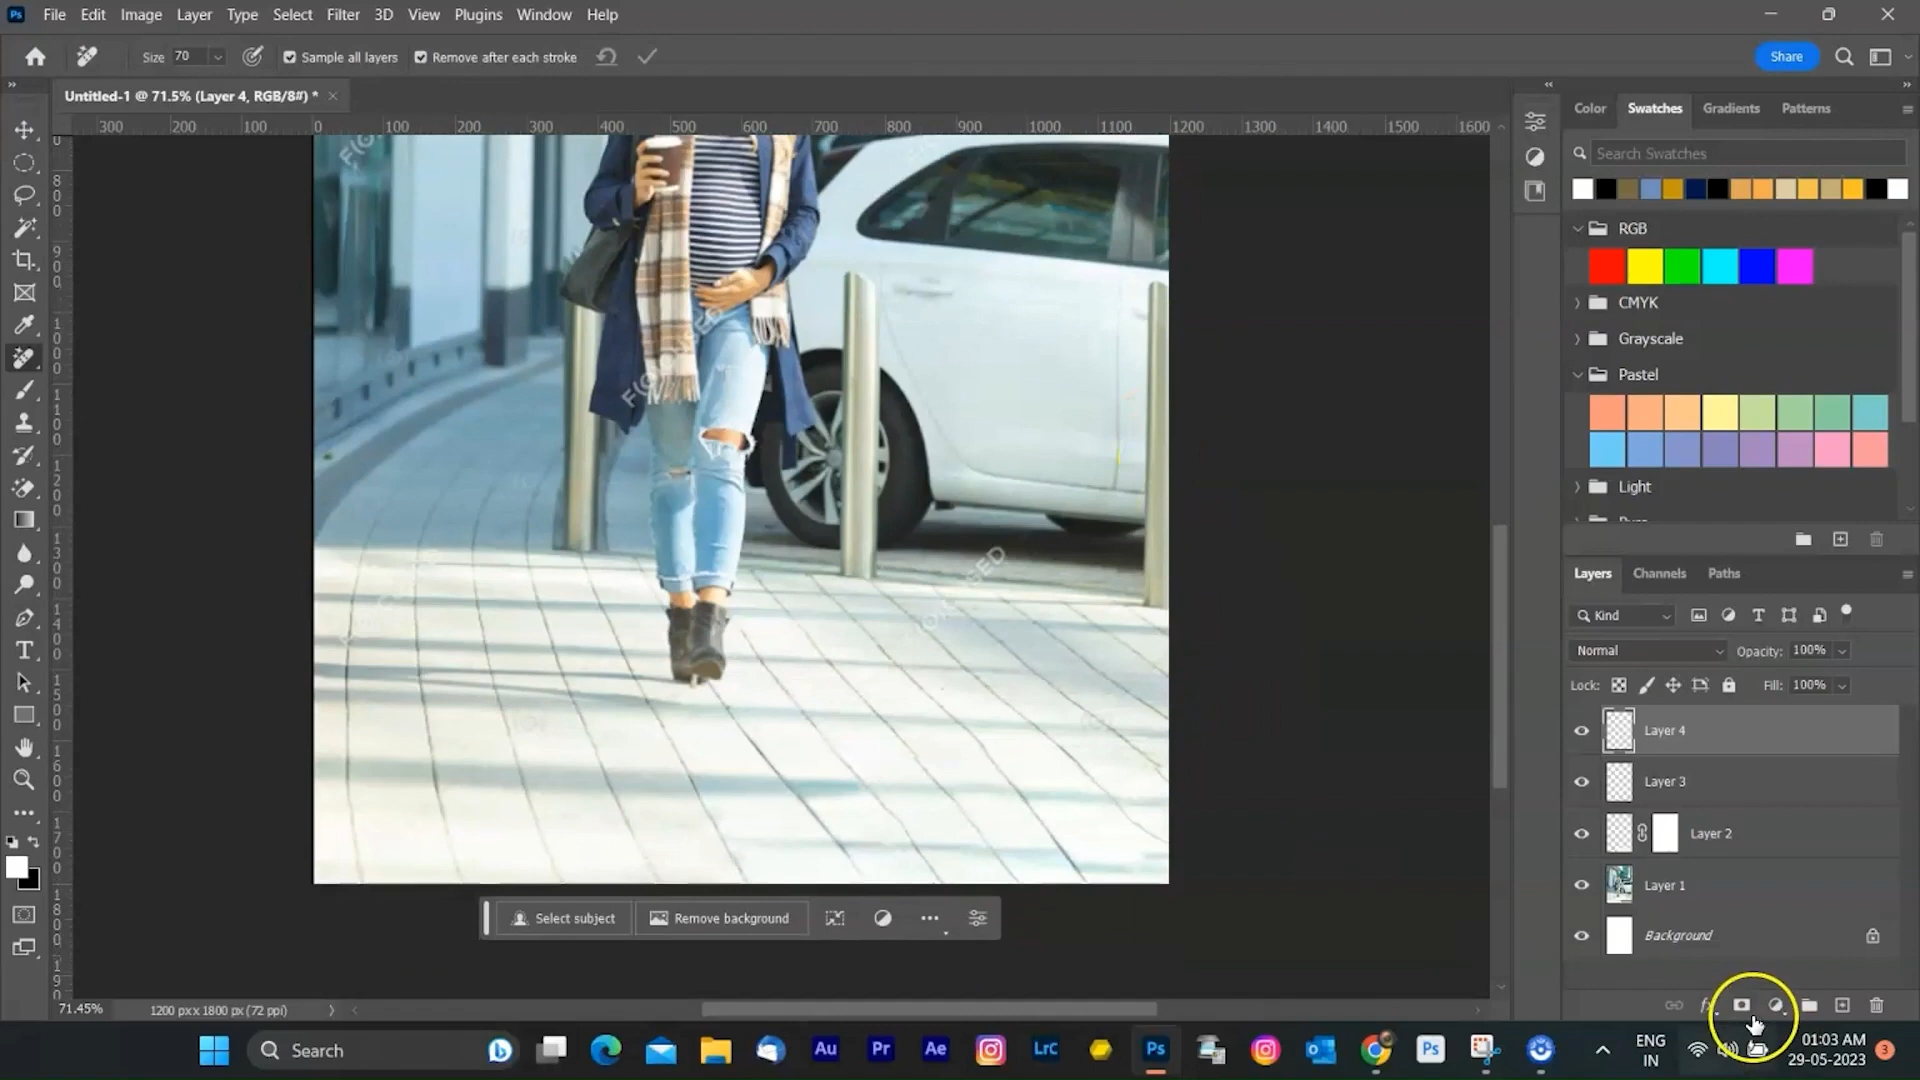 Ps File Edit Image Layer Type Select Filter 3D View Plugins Window Help
Size 70 Sample all layers Remove after each stroke Share
Untitled-1 @ 71.5% (Layer 4, RGB/8#) *
Color Swatches Gradients Patterns
300 200 100 0 100 200 300 400 500 600 700 800 900 1000 1100 1200 1300 1400 1500 1600
Search Swatches
RGB
CMYK
Grayscale
Pastel
Light
Layers Channels Paths
Kind
Normal Opacity: 100%
Lock: Fill: 100%
Layer 4
Layer 3
Layer 2
Layer 1
Background
Select subject Remove background
71.45% 1200 px x 1800 px (72 ppi)
Search Au Pr Ae LrC Ps Ps ENG IN 01:03 AM 29-05-2023 3